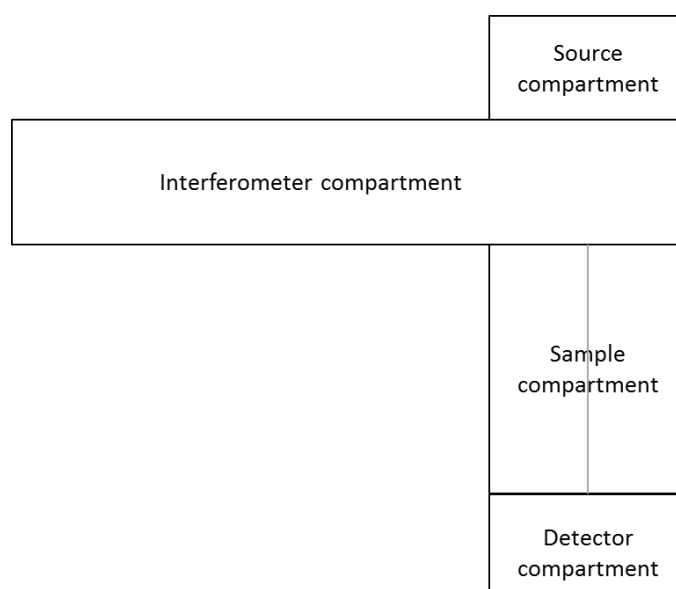 Source
compartment
Interferometer compartment
Sample
compartment
Detector
compartment